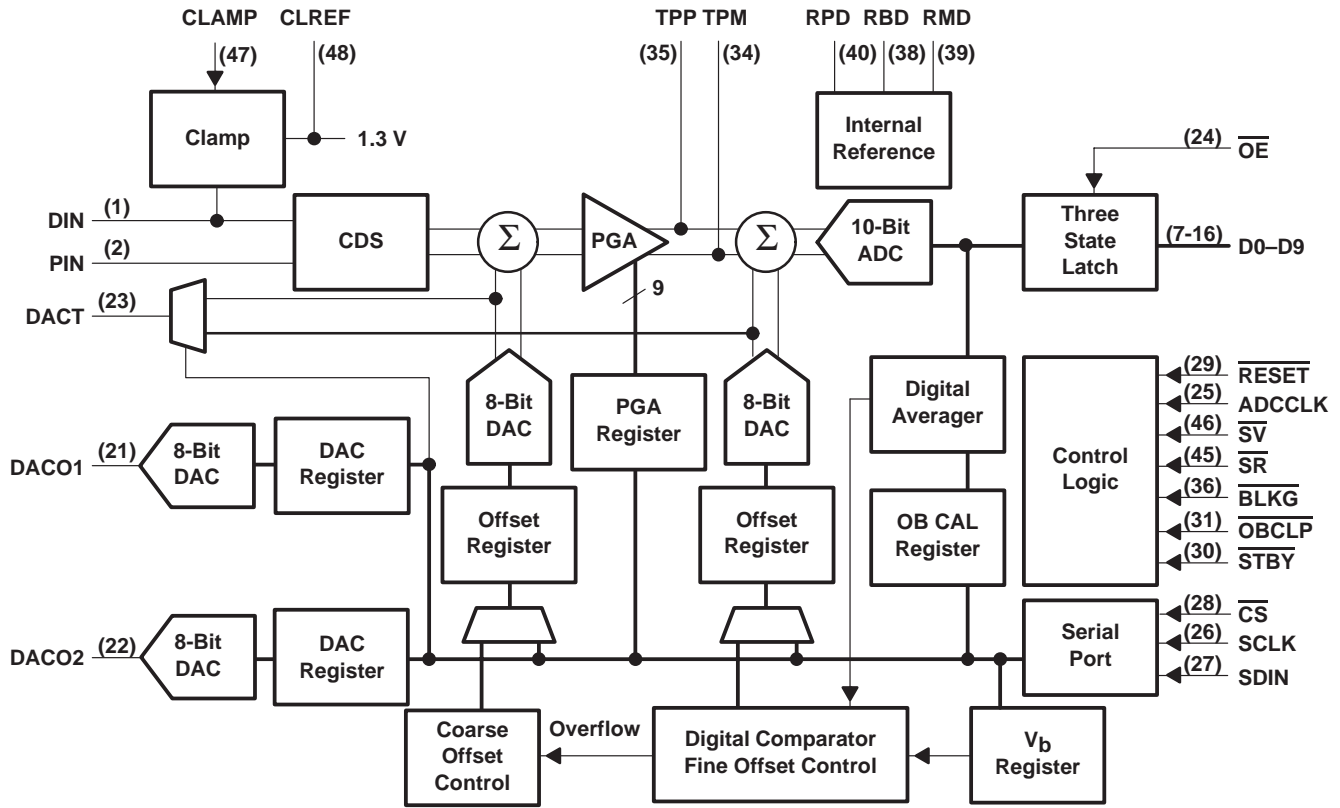 CLAMP CLREF
(47) (48)
TPP TPM
(35) (34)
RPD RBD RMD
(40) (38) (39)
Clamp
1.3 V
Internal
Reference
(24) OE
DIN (1)
PIN (2)
CDS
Σ
PGA
Σ
10-Bit
ADC
Three
State
Latch
(7-16) D0–D9
DACT (23)
9
8-Bit
DAC
PGA
Register
8-Bit
DAC
Digital
Averager
Control
Logic
(29) RESET
(25) ADCCLK
(46) SV
(45) SR
(36) BLKG
(31) OBCLP
(30) STBY
DACO1 (21)
8-Bit
DAC
DAC
Register
Offset
Register
Offset
Register
OB CAL
Register
DACO2 (22)
8-Bit
DAC
DAC
Register
Serial
Port
(28) CS
(26) SCLK
(27) SDIN
Coarse
Offset
Control
Overflow
Digital Comparator
Fine Offset Control
Vb
Register